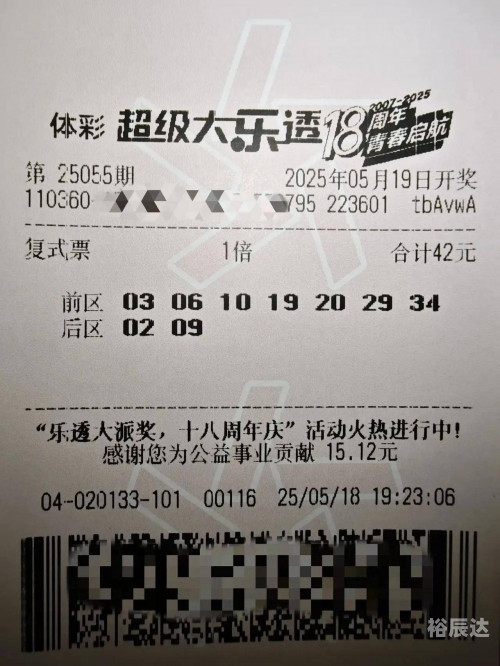 体彩 超级大乐透 18周年 2007-2025 青春启航
第 25055期 2025年05月19日开奖
110360 795 223601 tbAvwA
复式票 1倍 合计42元
前区 03 06 10 19 20 29 34
后区 02 09
“乐透大派奖，十八周年庆”活动火热进行中！
感谢您为公益事业贡献 15.12元
04-020133-101 00116 25/05/18 19:23:06
裕辰达